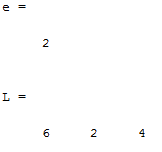 e =
2
L =
6 2 4